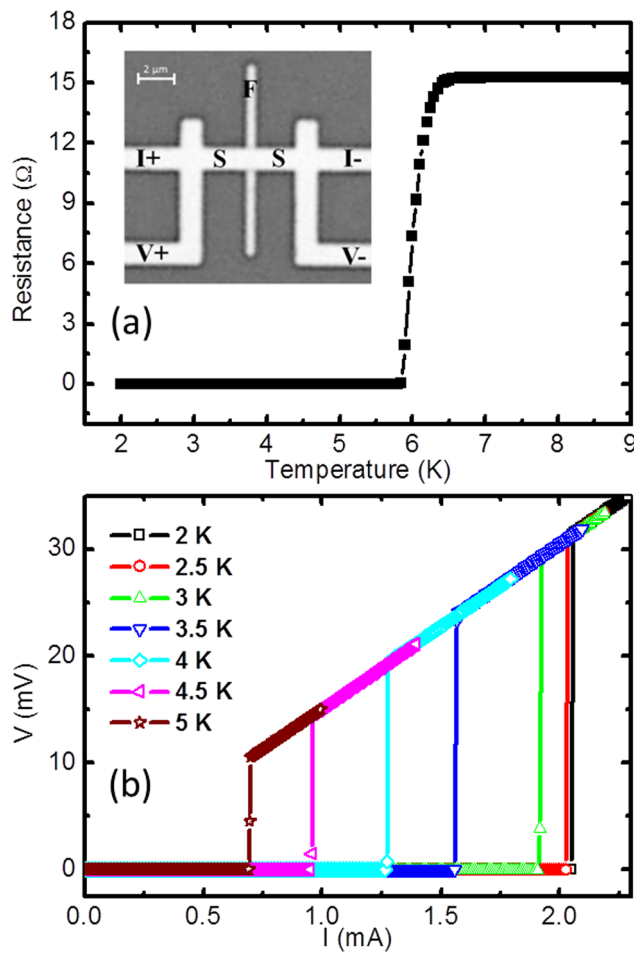 18
15
12
9
6
3
0
Resistance (Ω)
2 μm
F
I+ S S I-
V+ V-
(a)
2 3 4 5 6 7 8 9
Temperature (K)
30
20
10
0
V (mV)
2 K
2.5 K
3 K
3.5 K
4 K
4.5 K
5 K
(b)
0.0 0.5 1.0 1.5 2.0
I (mA)